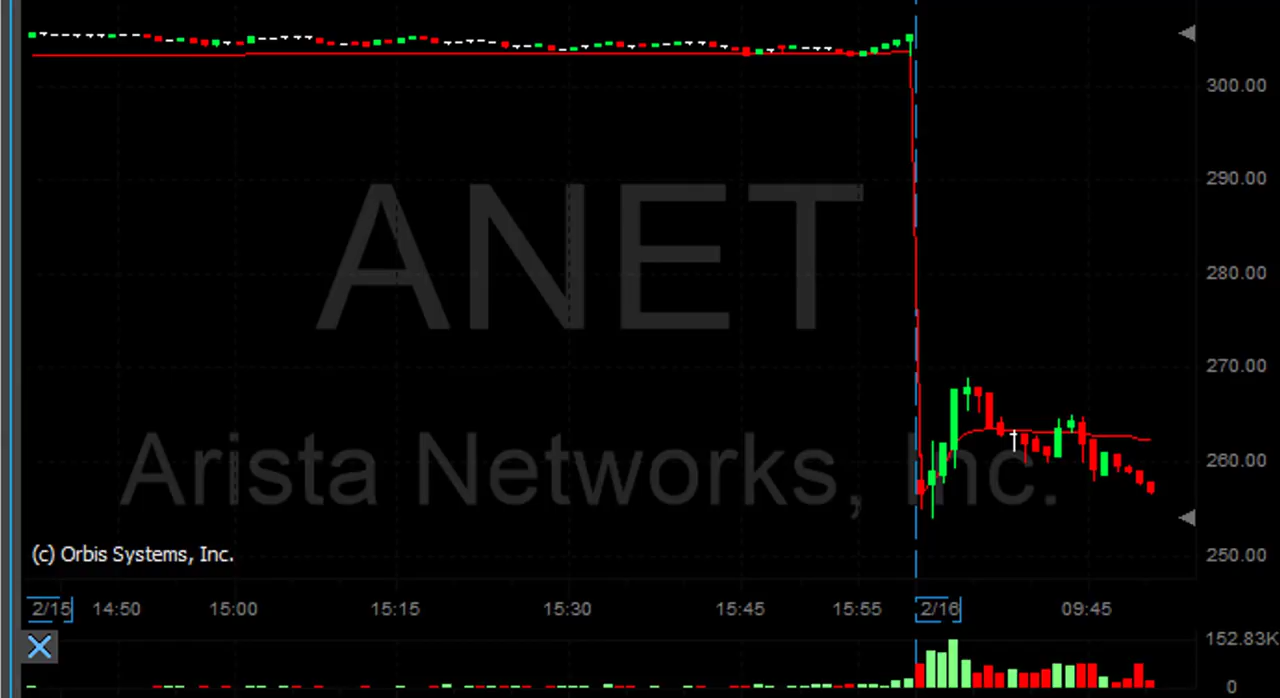 300.00
290.00
ANET
280.00
270.00
Arista Networks, Inc.
260.00
(c) Orbis Systems, Inc.
250.00
2/15 14:50 15:00 15:15 15:30 15:45 15:55 2/16 09:45
152.83K
0